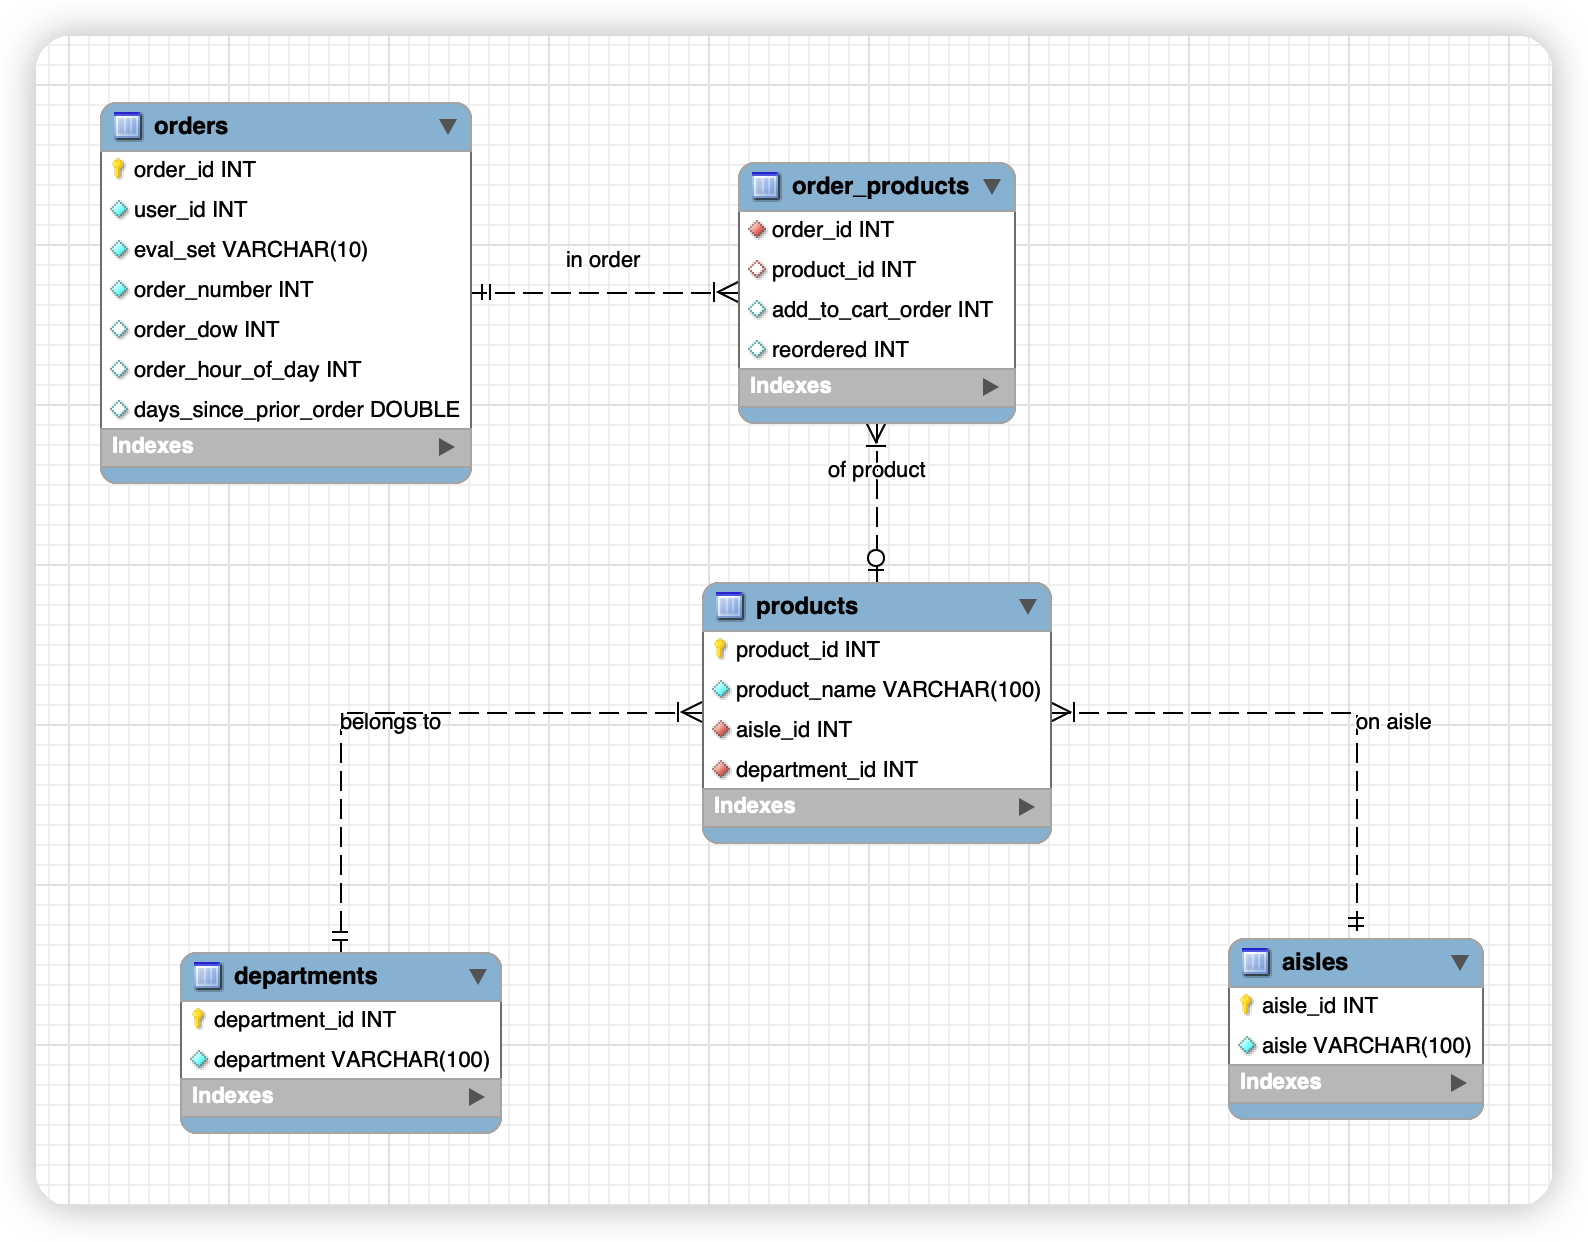 orders
order_id INT
user_id INT
eval_set VARCHAR(10)
order_number INT
order_dow INT
order_hour_of_day INT
days_since_prior_order DOUBLE
Indexes
in order
order_products
order_id INT
product_id INT
add_to_cart_order INT
reordered INT
Indexes
of product
products
product_id INT
product_name VARCHAR(100)
aisle_id INT
department_id INT
Indexes
belongs to
on aisle
departments
department_id INT
department VARCHAR(100)
Indexes
aisles
aisle_id INT
aisle VARCHAR(100)
Indexes